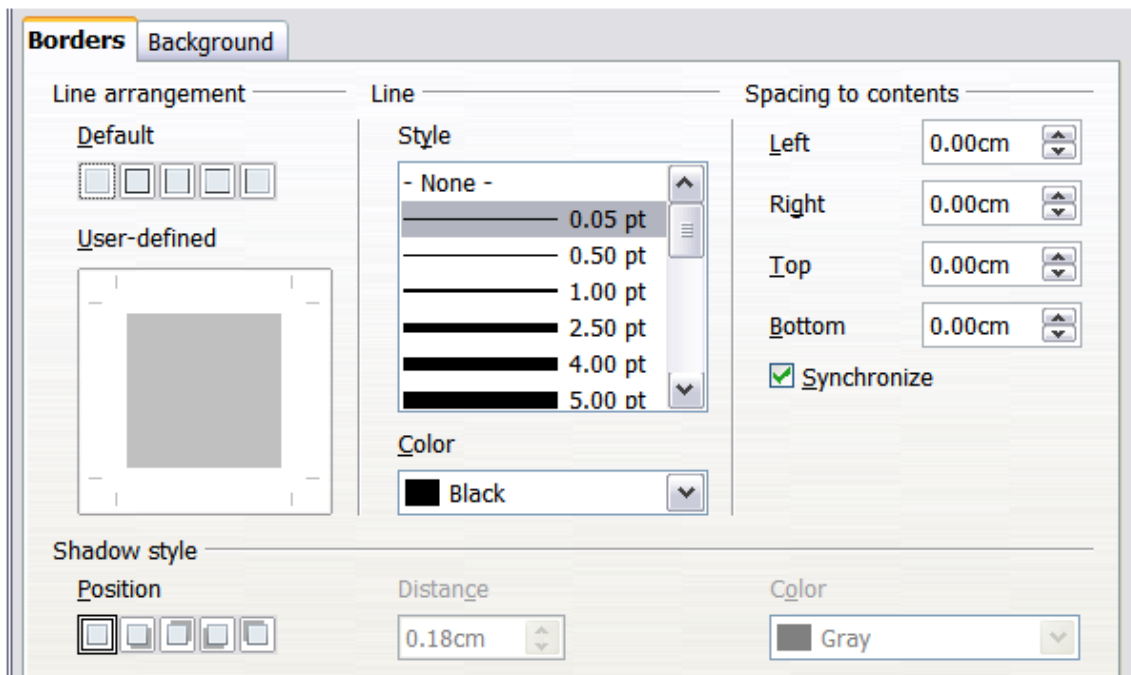 Borders Background
Line arrangement
Default
User-defined
Line
Style
- None -
0.05 pt
0.50 pt
1.00 pt
2.50 pt
4.00 pt
5.00 pt
Color
Black
Spacing to contents
Left 0.00cm
Right 0.00cm
Top 0.00cm
Bottom 0.00cm
Synchronize
Shadow style
Position
Distance
0.18cm
Color
Gray